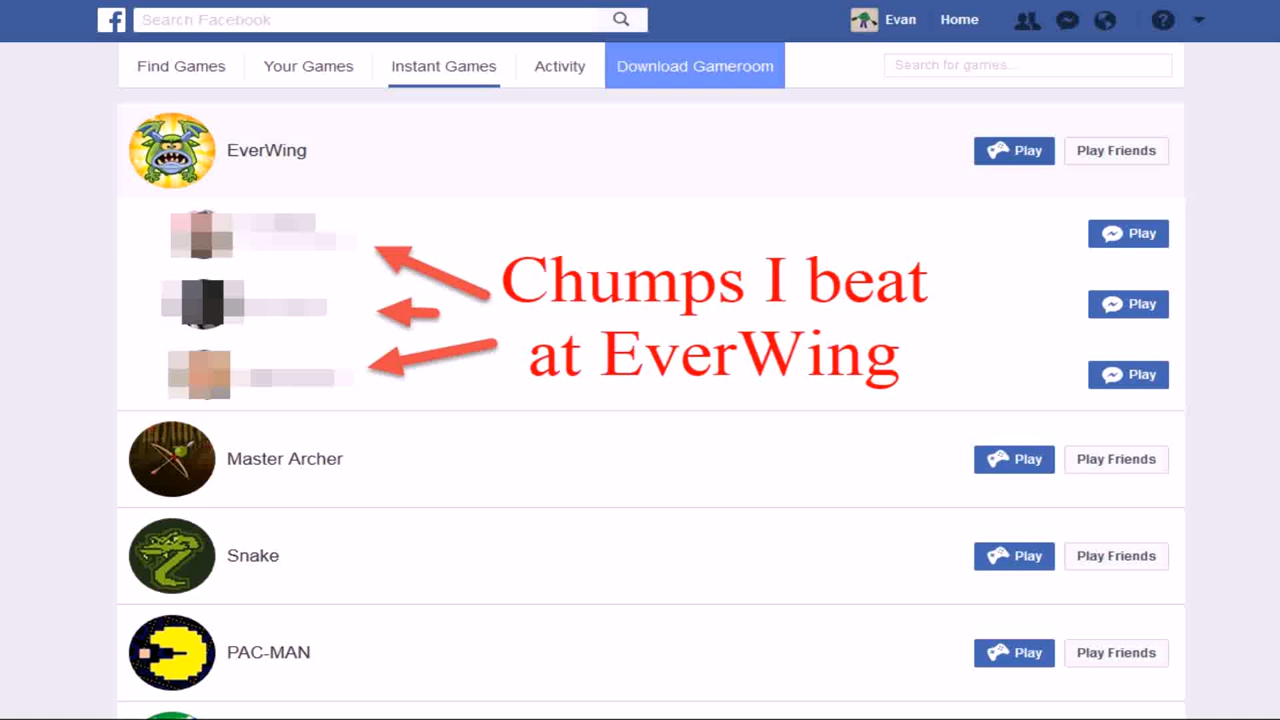 f Search Facebook Evan Home
Find Games Your Games Instant Games Activity Download Gameroom Search for games...
EverWing Play Play Friends
Play
Chumps I beat
Play
at EverWing
Play
Master Archer Play Play Friends
Snake Play Play Friends
PAC-MAN Play Play Friends